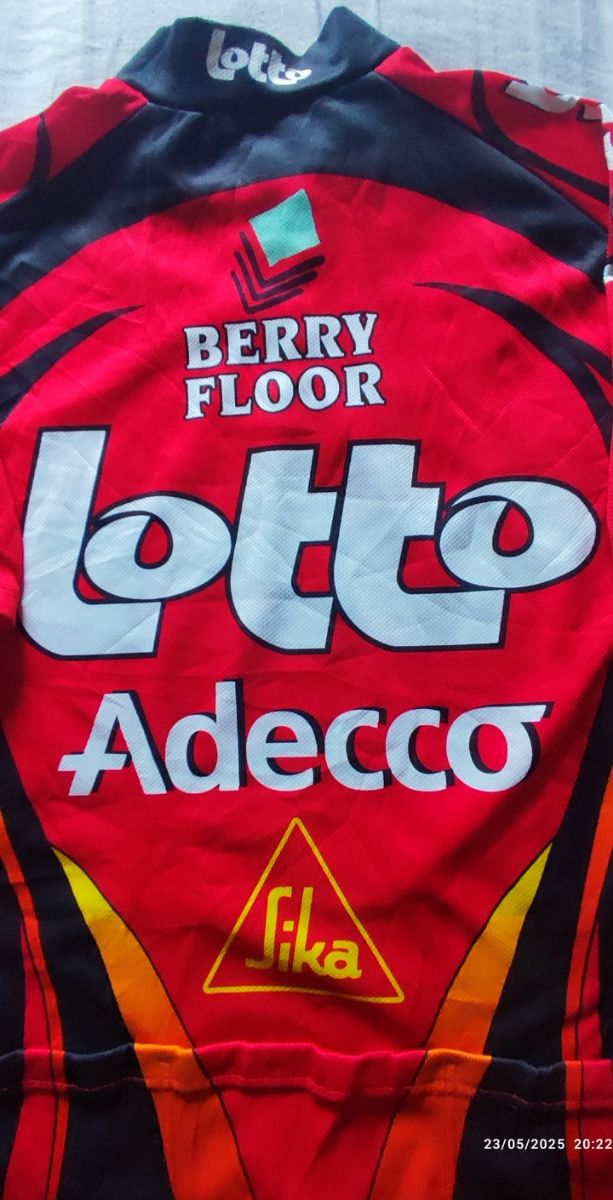 Lotto
BERRY
FLOOR
Lotto
Adecco
Sika
23/05/2025 20:22